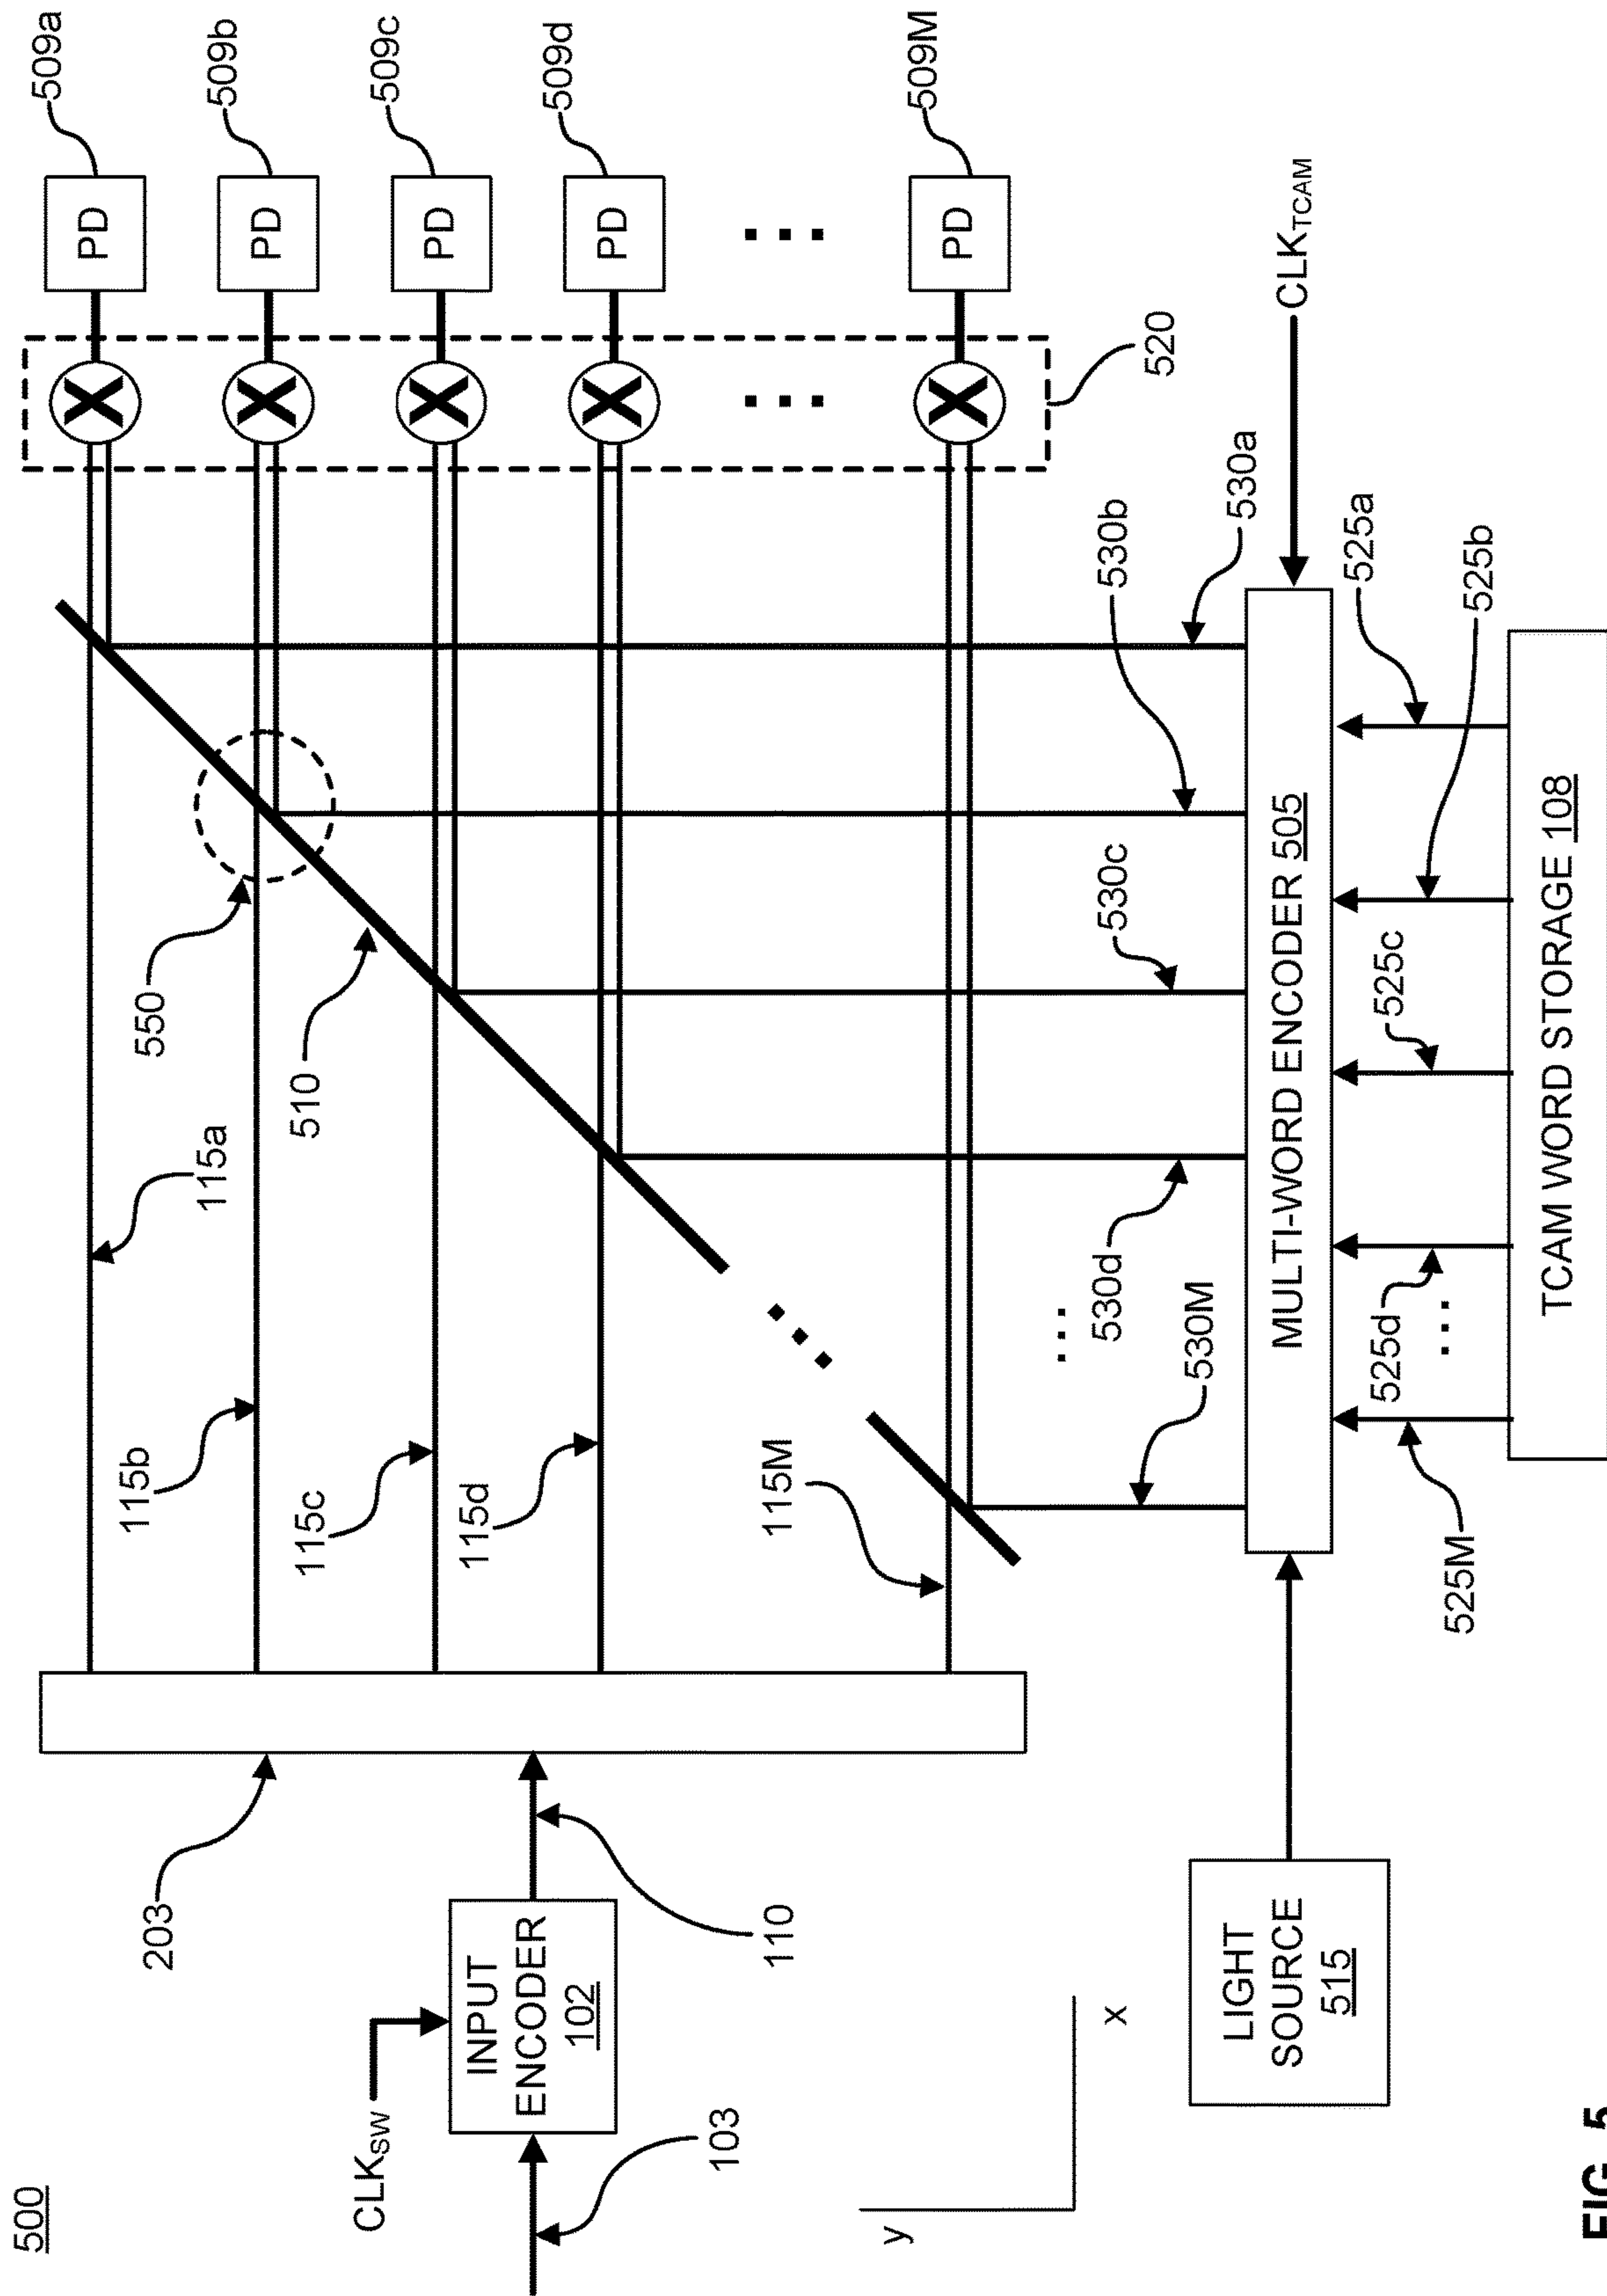 500
CLK_SW
103
INPUT
ENCODER
102
110
203
115a
115b
115c
115d
115M
550
510
PD
509a
PD
509b
PD
509c
PD
509d
...
PD
509M
520
y
x
530a
530b
530c
530d
...
530M
CLK_TCAM
LIGHT
SOURCE
515
MULTI-WORD ENCODER 505
525a
525b
525c
525d
...
525M
TCAM WORD STORAGE 108
FIG. 5